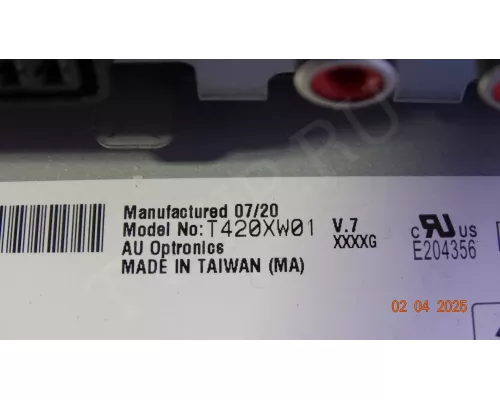 Manufactured 07/20
Model No: T420XW01 V.7
AU Optronics XXXXG
MADE IN TAIWAN (MA)
c RU US
E204356
02 04 2025